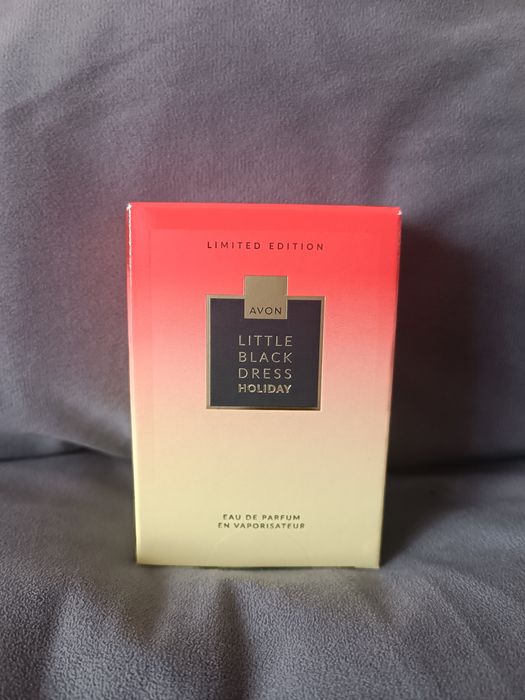 LIMITED EDITION
AVON
LITTLE
BLACK
DRESS
HOLIDAY
EAU DE PARFUM
EN VAPORISATEUR